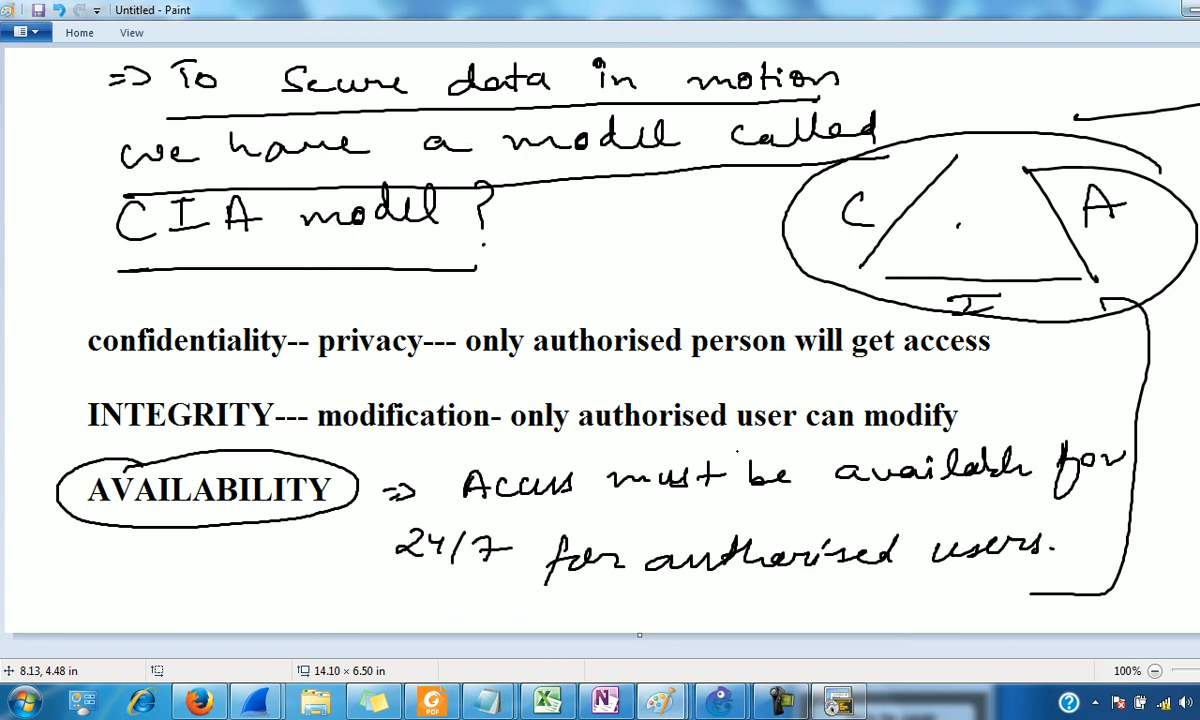 Untitled - Paint
Home View
=> To Secure data in motion
we have a model called
CIA model ?
C A
I
confidentiality-- privacy--- only authorised person will get access
INTEGRITY--- modification- only authorised user can modify
AVAILABILITY => Access must be available for
24/7 for authorised users.
8.13, 4.48 in 14.10 × 6.50 in 100%
PDF